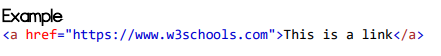 Example
<a href="https://www.w3schools.com">This is a link</a>